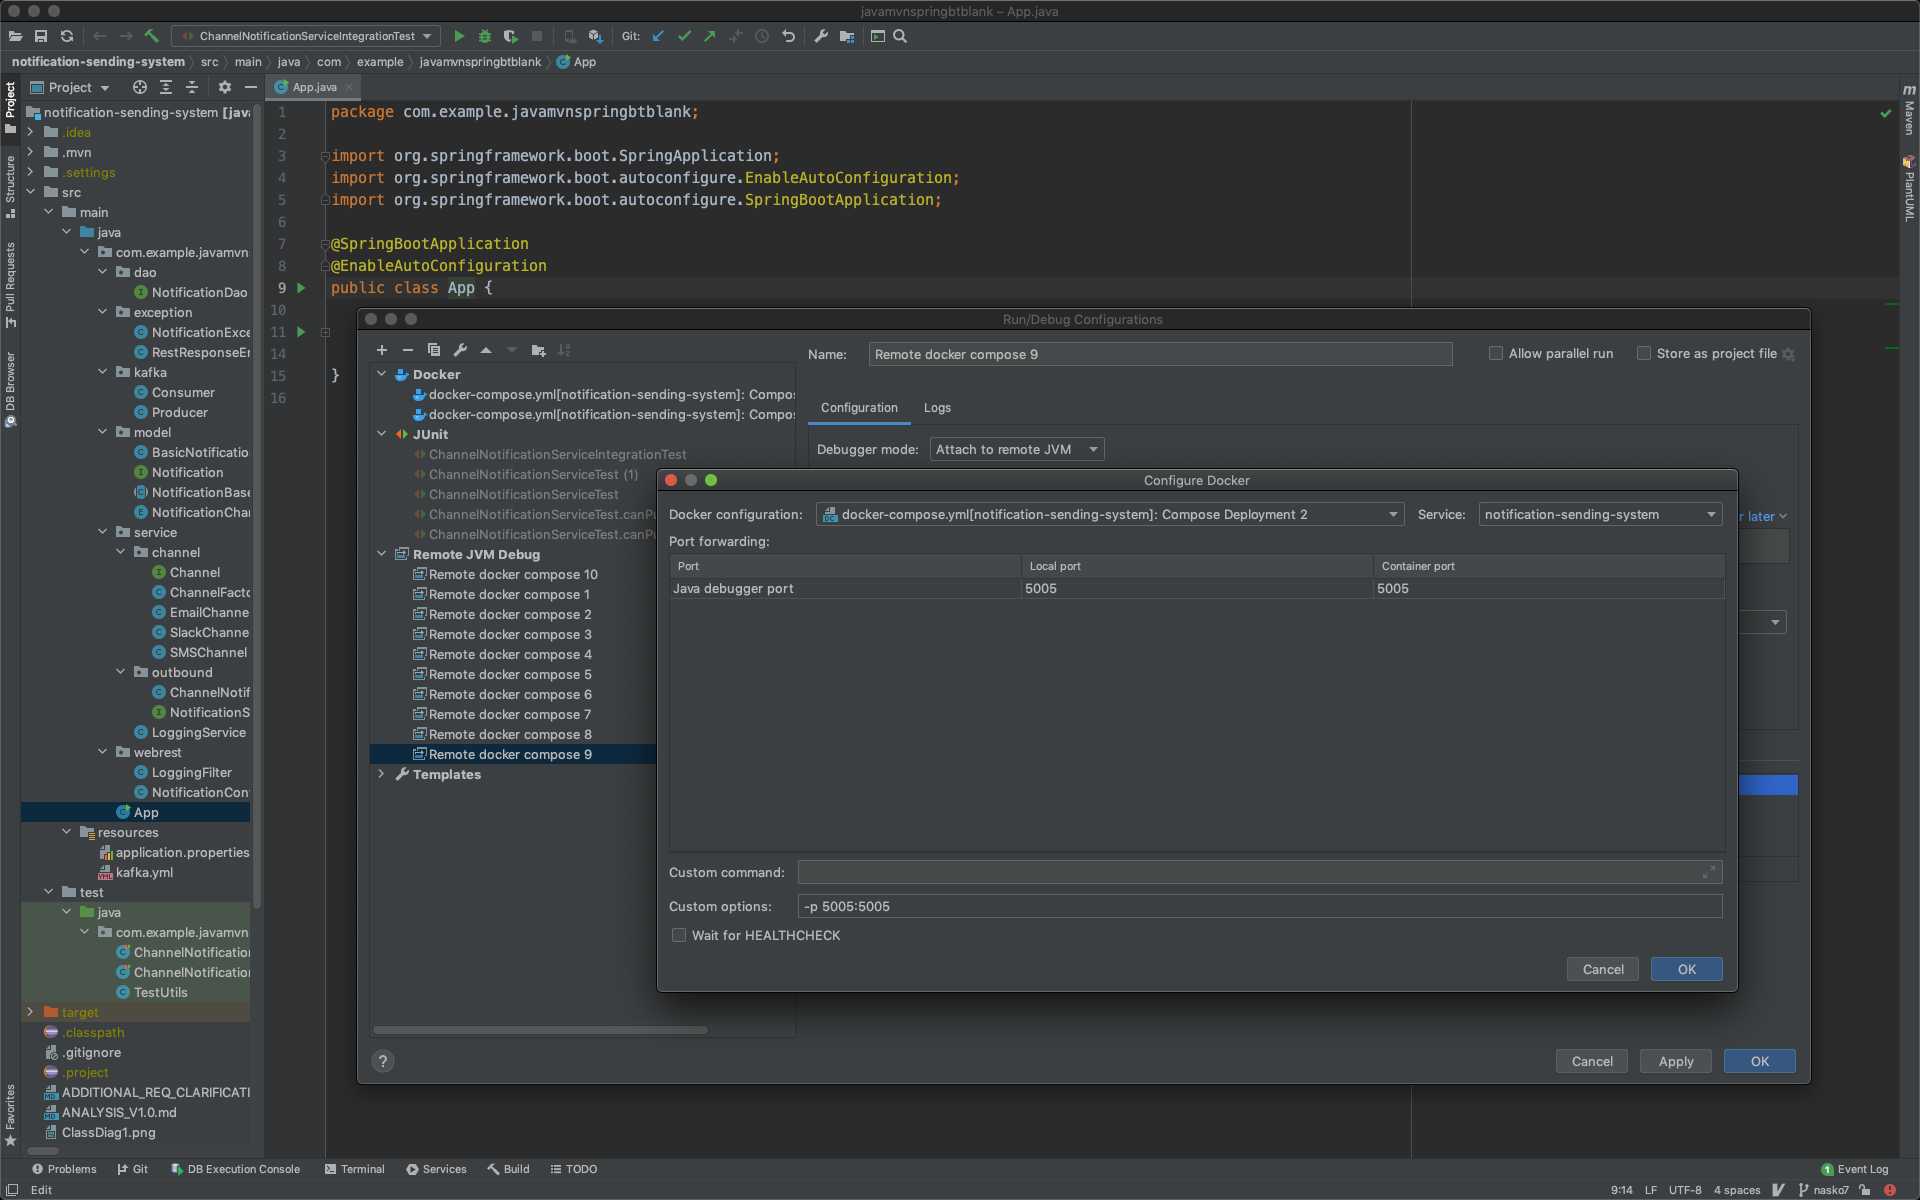 javamvnspringbtblank – App.java
ChannelNotificationServiceIntegrationTest
Git:
notification-sending-system
src
main
java
com
example
javamvnspringbtblank
App
Project
App.java
Project
Structure
Pull Requests
DB Browser
Favorites
Maven
PlantUML
notification-sending-system [java
.idea
.mvn
.settings
src
main
java
com.example.javamvn
dao
NotificationDao
exception
NotificationExce
RestResponseEr
kafka
Consumer
Producer
model
BasicNotificatio
Notification
NotificationBase
NotificationChan
service
channel
Channel
ChannelFacto
EmailChanne
SlackChanne
SMSChannel
outbound
ChannelNotif
NotificationS
LoggingService
webrest
LoggingFilter
NotificationCon
App
resources
application.properties
kafka.yml
test
java
com.example.javamvn
ChannelNotification
ChannelNotification
TestUtils
target
.classpath
.gitignore
.project
ADDITIONAL_REQ_CLARIFICATI
ANALYSIS_V1.0.md
ClassDiag1.png
1 package com.example.javamvnspringbtblank;
2
3 import org.springframework.boot.SpringApplication;
4 import org.springframework.boot.autoconfigure.EnableAutoConfiguration;
5 import org.springframework.boot.autoconfigure.SpringBootApplication;
6
7 @SpringBootApplication
8 @EnableAutoConfiguration
9 public class App {
10
11
14
15 }
16
Run/Debug Configurations
Docker
docker-compose.yml[notification-sending-system]: Compos
docker-compose.yml[notification-sending-system]: Compos
JUnit
ChannelNotificationServiceIntegrationTest
ChannelNotificationServiceTest (1)
ChannelNotificationServiceTest
ChannelNotificationServiceTest.canPu
ChannelNotificationServiceTest.canPu
Remote JVM Debug
Remote docker compose 10
Remote docker compose 1
Remote docker compose 2
Remote docker compose 3
Remote docker compose 4
Remote docker compose 5
Remote docker compose 6
Remote docker compose 7
Remote docker compose 8
Remote docker compose 9
Templates
Name: Remote docker compose 9
Allow parallel run
Store as project file
Configuration
Logs
Debugger mode: Attach to remote JVM
r later
Configure Docker
Docker configuration: docker-compose.yml[notification-sending-system]: Compose Deployment 2
Service: notification-sending-system
Port forwarding:
Port Local port Container port
Java debugger port 5005 5005
Custom command:
Custom options: -p 5005:5005
Wait for HEALTHCHECK
Cancel OK
?
Cancel Apply OK
Problems
Git
DB Execution Console
Terminal
Services
Build
TODO
1 Event Log
Edit
9:14 LF UTF-8 4 spaces nasko7